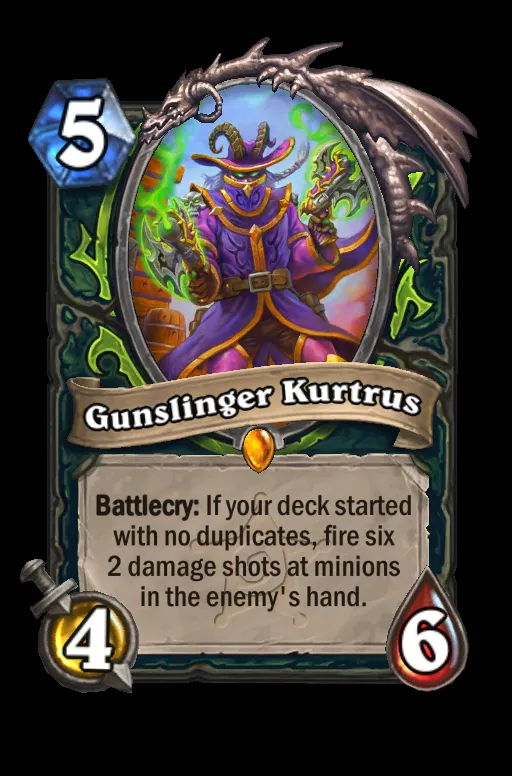 5
Gunslinger Kurtrus
Battlecry: If your deck started
with no duplicates, fire six
2 damage shots at minions
in the enemy's hand.
4
6